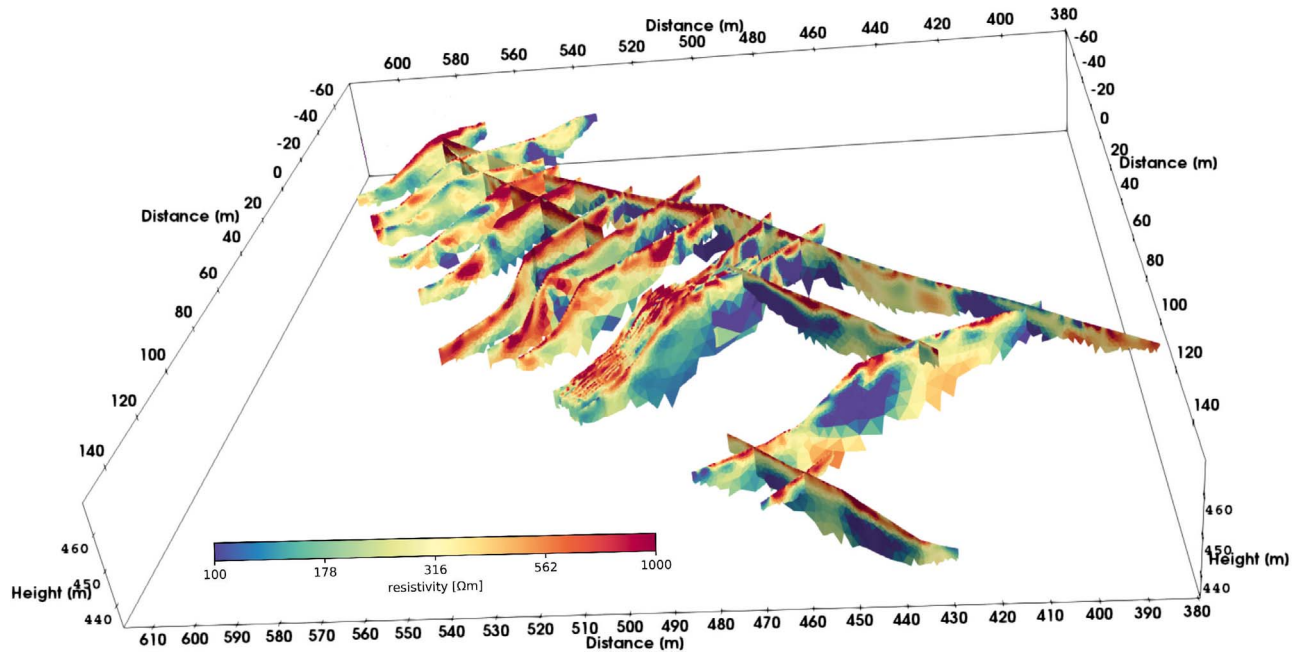 Distance (m)
600 580 560 540 520 500 480 460 440 420 400 380
-60 -40 -20 0 20 40 60 80 100 120 140
Distance (m)
-60 -40 -20 0 20 40 60 80 100 120 140
Distance (m)
460 450 440
Height (m)
460 450 440
Height (m)
100 178 316 562 1000
resistivity [Ωm]
610 600 590 580 570 560 550 540 530 520 510 500 490 480 470 460 450 440 430 420 410 400 390 380
Distance (m)